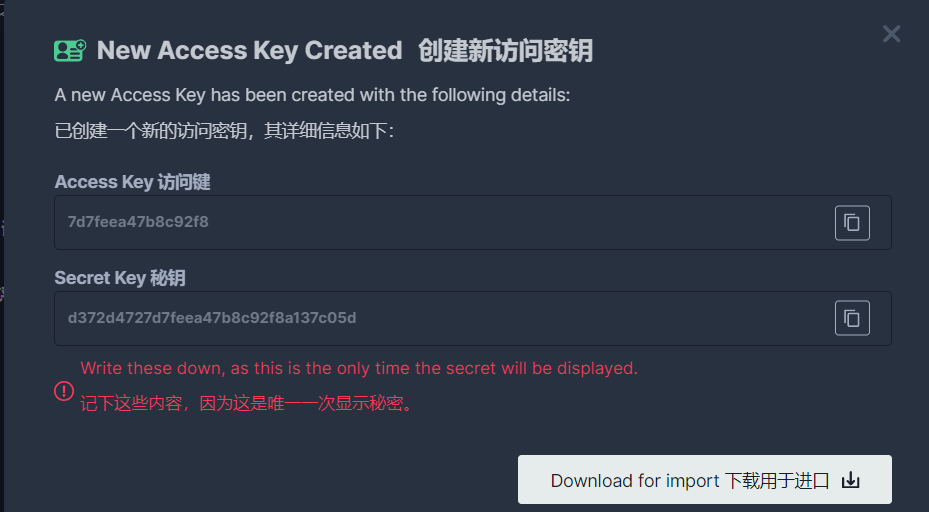 New Access Key Created 创建新访问密钥
A new Access Key has been created with the following details:
已创建一个新的访问密钥，其详细信息如下：
Access Key 访问键
7d7feea47b8c92f8
Secret Key 秘钥
d372d4727d7feea47b8c92f8a137c05d
Write these down, as this is the only time the secret will be displayed.
记下这些内容，因为这是唯一一次显示秘密。
Download for import 下载用于进口